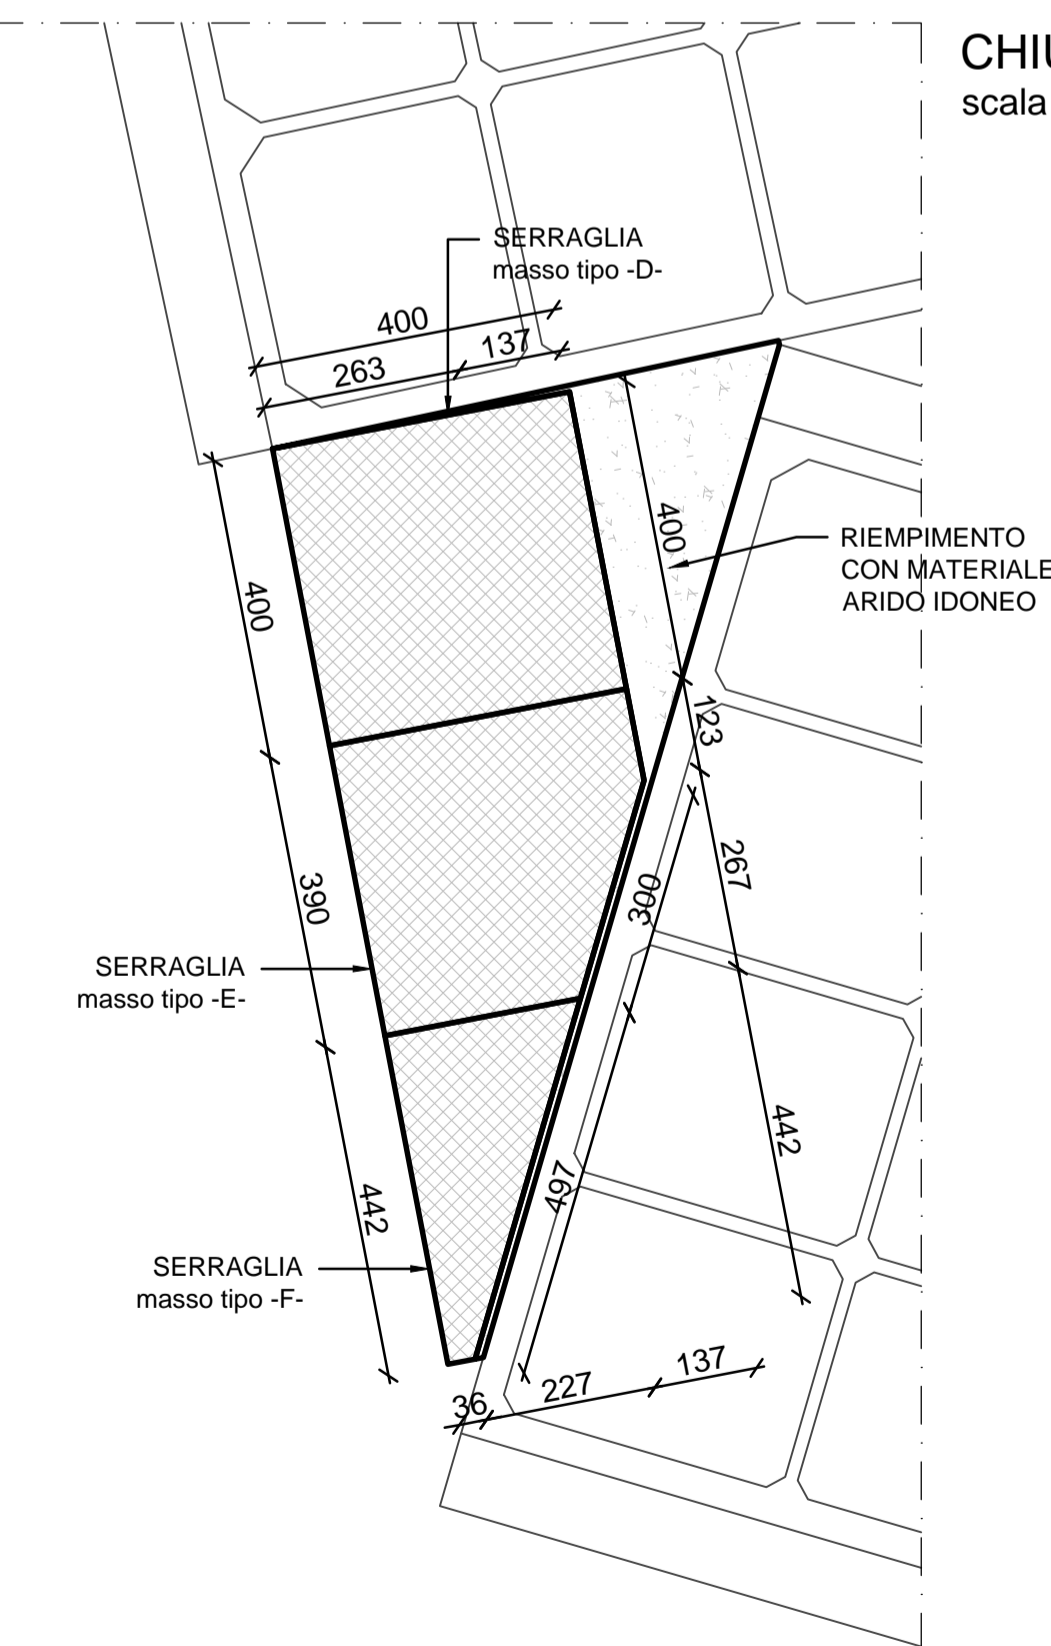 CHIU
scala
SERRAGLIA
masso tipo -D-
400
137
263
400
RIEMPIMENTO
CON MATERIALE
ARIDO IDONEO
400
123
267
390
300
SERRAGLIA
masso tipo -E-
442
497
442
SERRAGLIA
masso tipo -F-
137
227
36